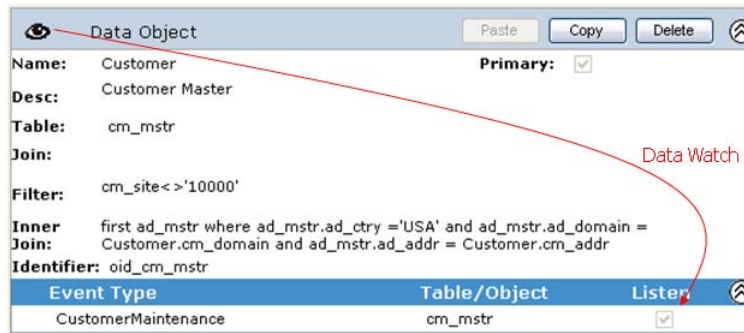 Data Object Paste Copy Delete
Name: Customer Primary:
Desc: Customer Master
Table: cm_mstr
Join:
Data Watch
Filter: cm_site<>'10000'
Inner Join: first ad_mstr where ad_mstr.ad_ctry ='USA' and ad_mstr.ad_domain =
Customer.cm_domain and ad_mstr.ad_addr = Customer.cm_addr
Identifier: oid_cm_mstr
Event Type Table/Object Listen
CustomerMaintenance cm_mstr